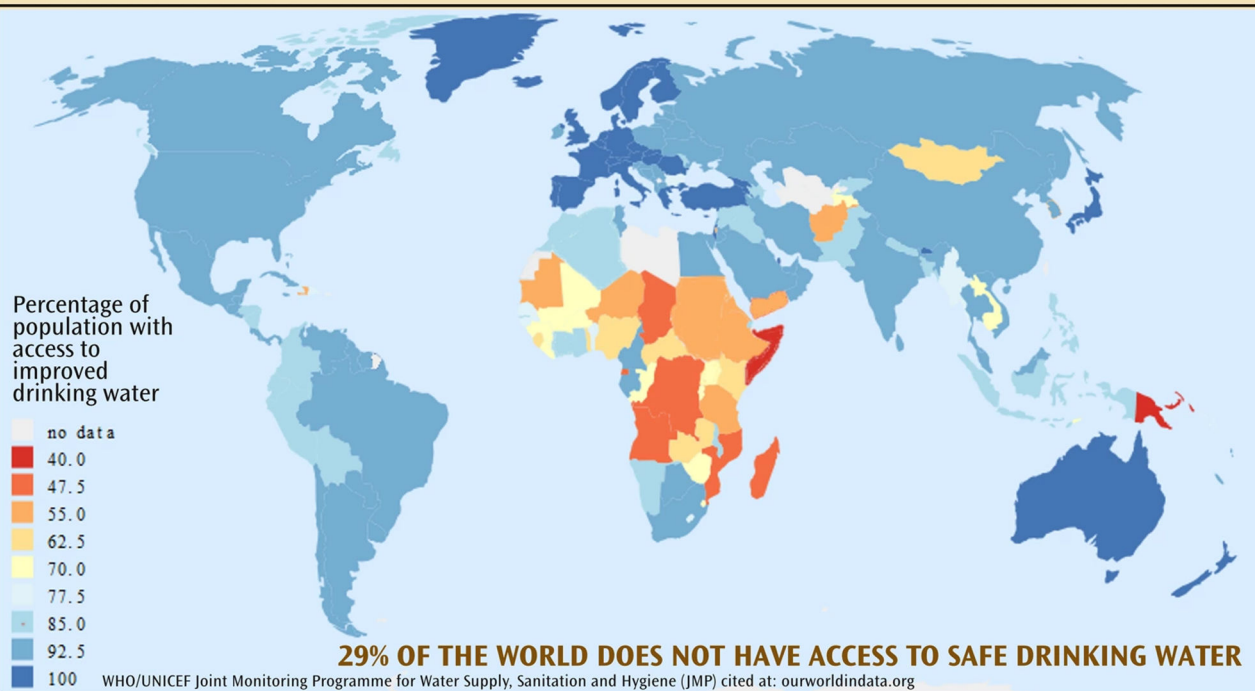 Percentage of
population with
access to
improved
drinking water
no data
40.0
47.5
55.0
62.5
70.0
77.5
85.0
92.5
100
29% OF THE WORLD DOES NOT HAVE ACCESS TO SAFE DRINKING WATER
WHO/UNICEF Joint Monitoring Programme for Water Supply, Sanitation and Hygiene (JMP) cited at: ourworldindata.org